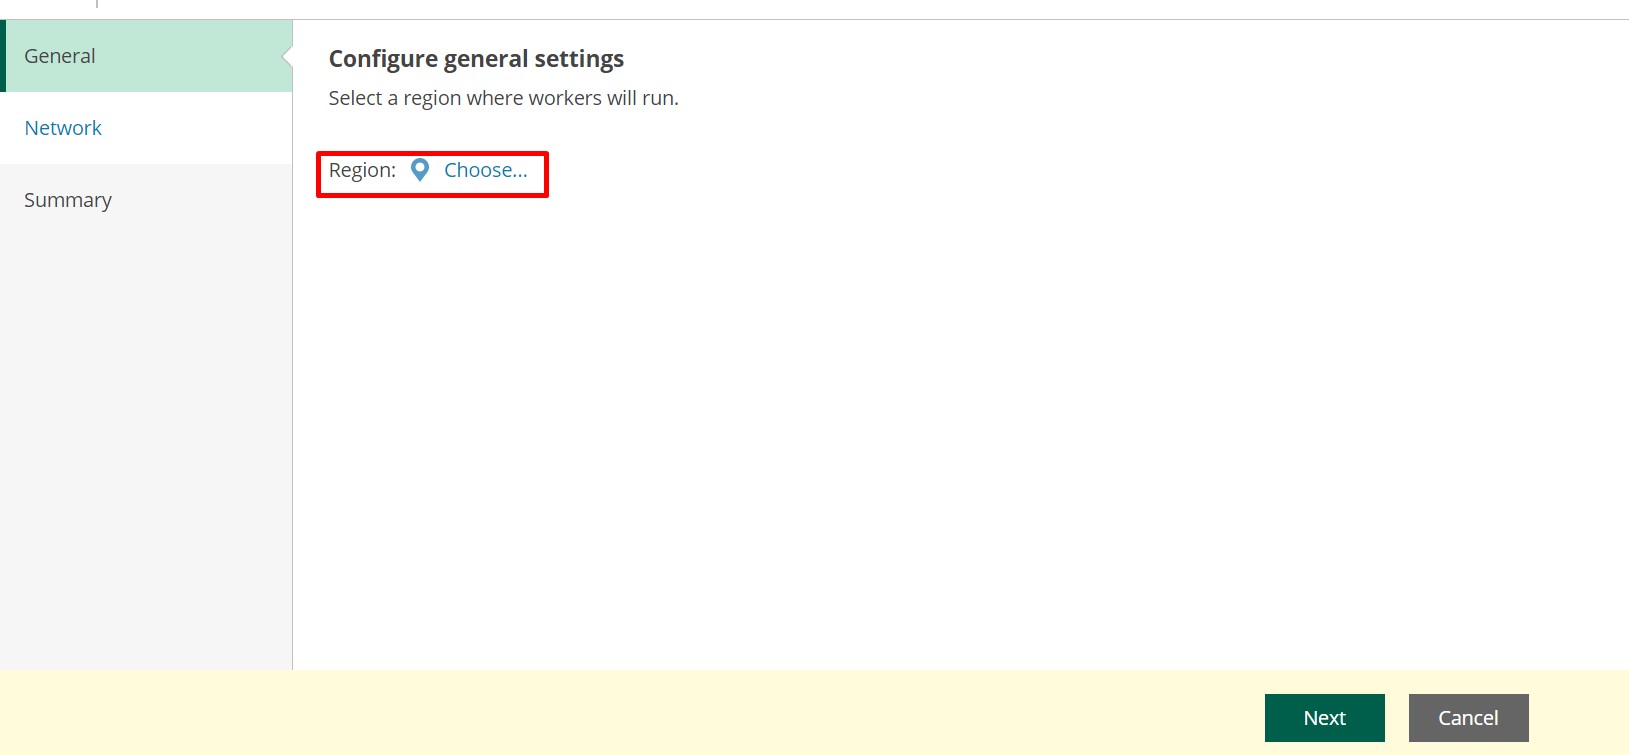 General
Network
Summary
Configure general settings
Select a region where workers will run.
Region: Choose...
Next
Cancel